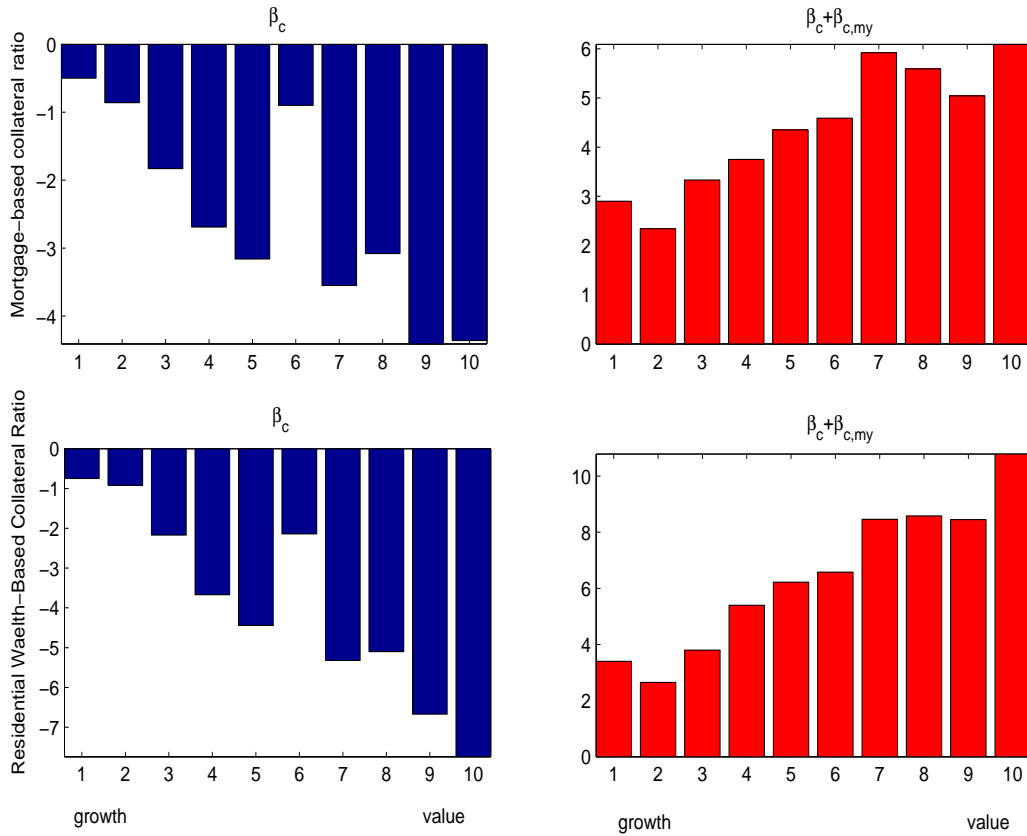 β_c
β_c+β_c,my
Mortgage−based collateral ratio
0
−1
−2
−3
−4
1 2 3 4 5 6 7 8 9 10
6
5
4
3
2
1
0
1 2 3 4 5 6 7 8 9 10
β_c
β_c+β_c,my
Residential Waelth−Based Collateral Ratio
0
−1
−2
−3
−4
−5
−6
−7
1 2 3 4 5 6 7 8 9 10
10
8
6
4
2
0
1 2 3 4 5 6 7 8 9 10
growth value
growth value